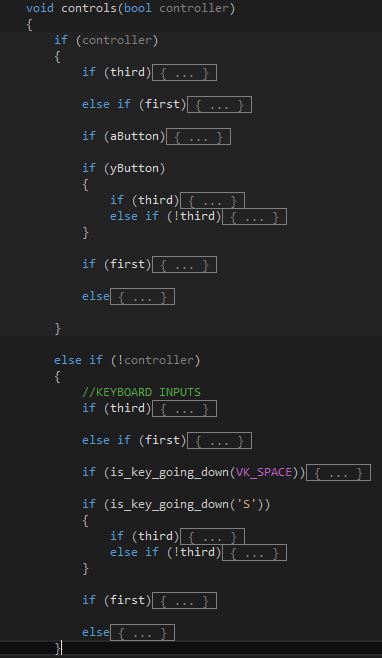 void controls(bool controller)
{
if (controller)
{
if (third){ ... }
else if (first){ ... }
if (aButton){ ... }
if (yButton)
{
if (third){ ... }
else if (!third){ ... }
}
if (first){ ... }
else{ ... }
}
else if (!controller)
{
//KEYBOARD INPUTS
if (third){ ... }
else if (first){ ... }
if (is_key_going_down(VK_SPACE)){ ... }
if (is_key_going_down('S'))
{
if (third){ ... }
else if (!third){ ... }
}
if (first){ ... }
else{ ... }
}